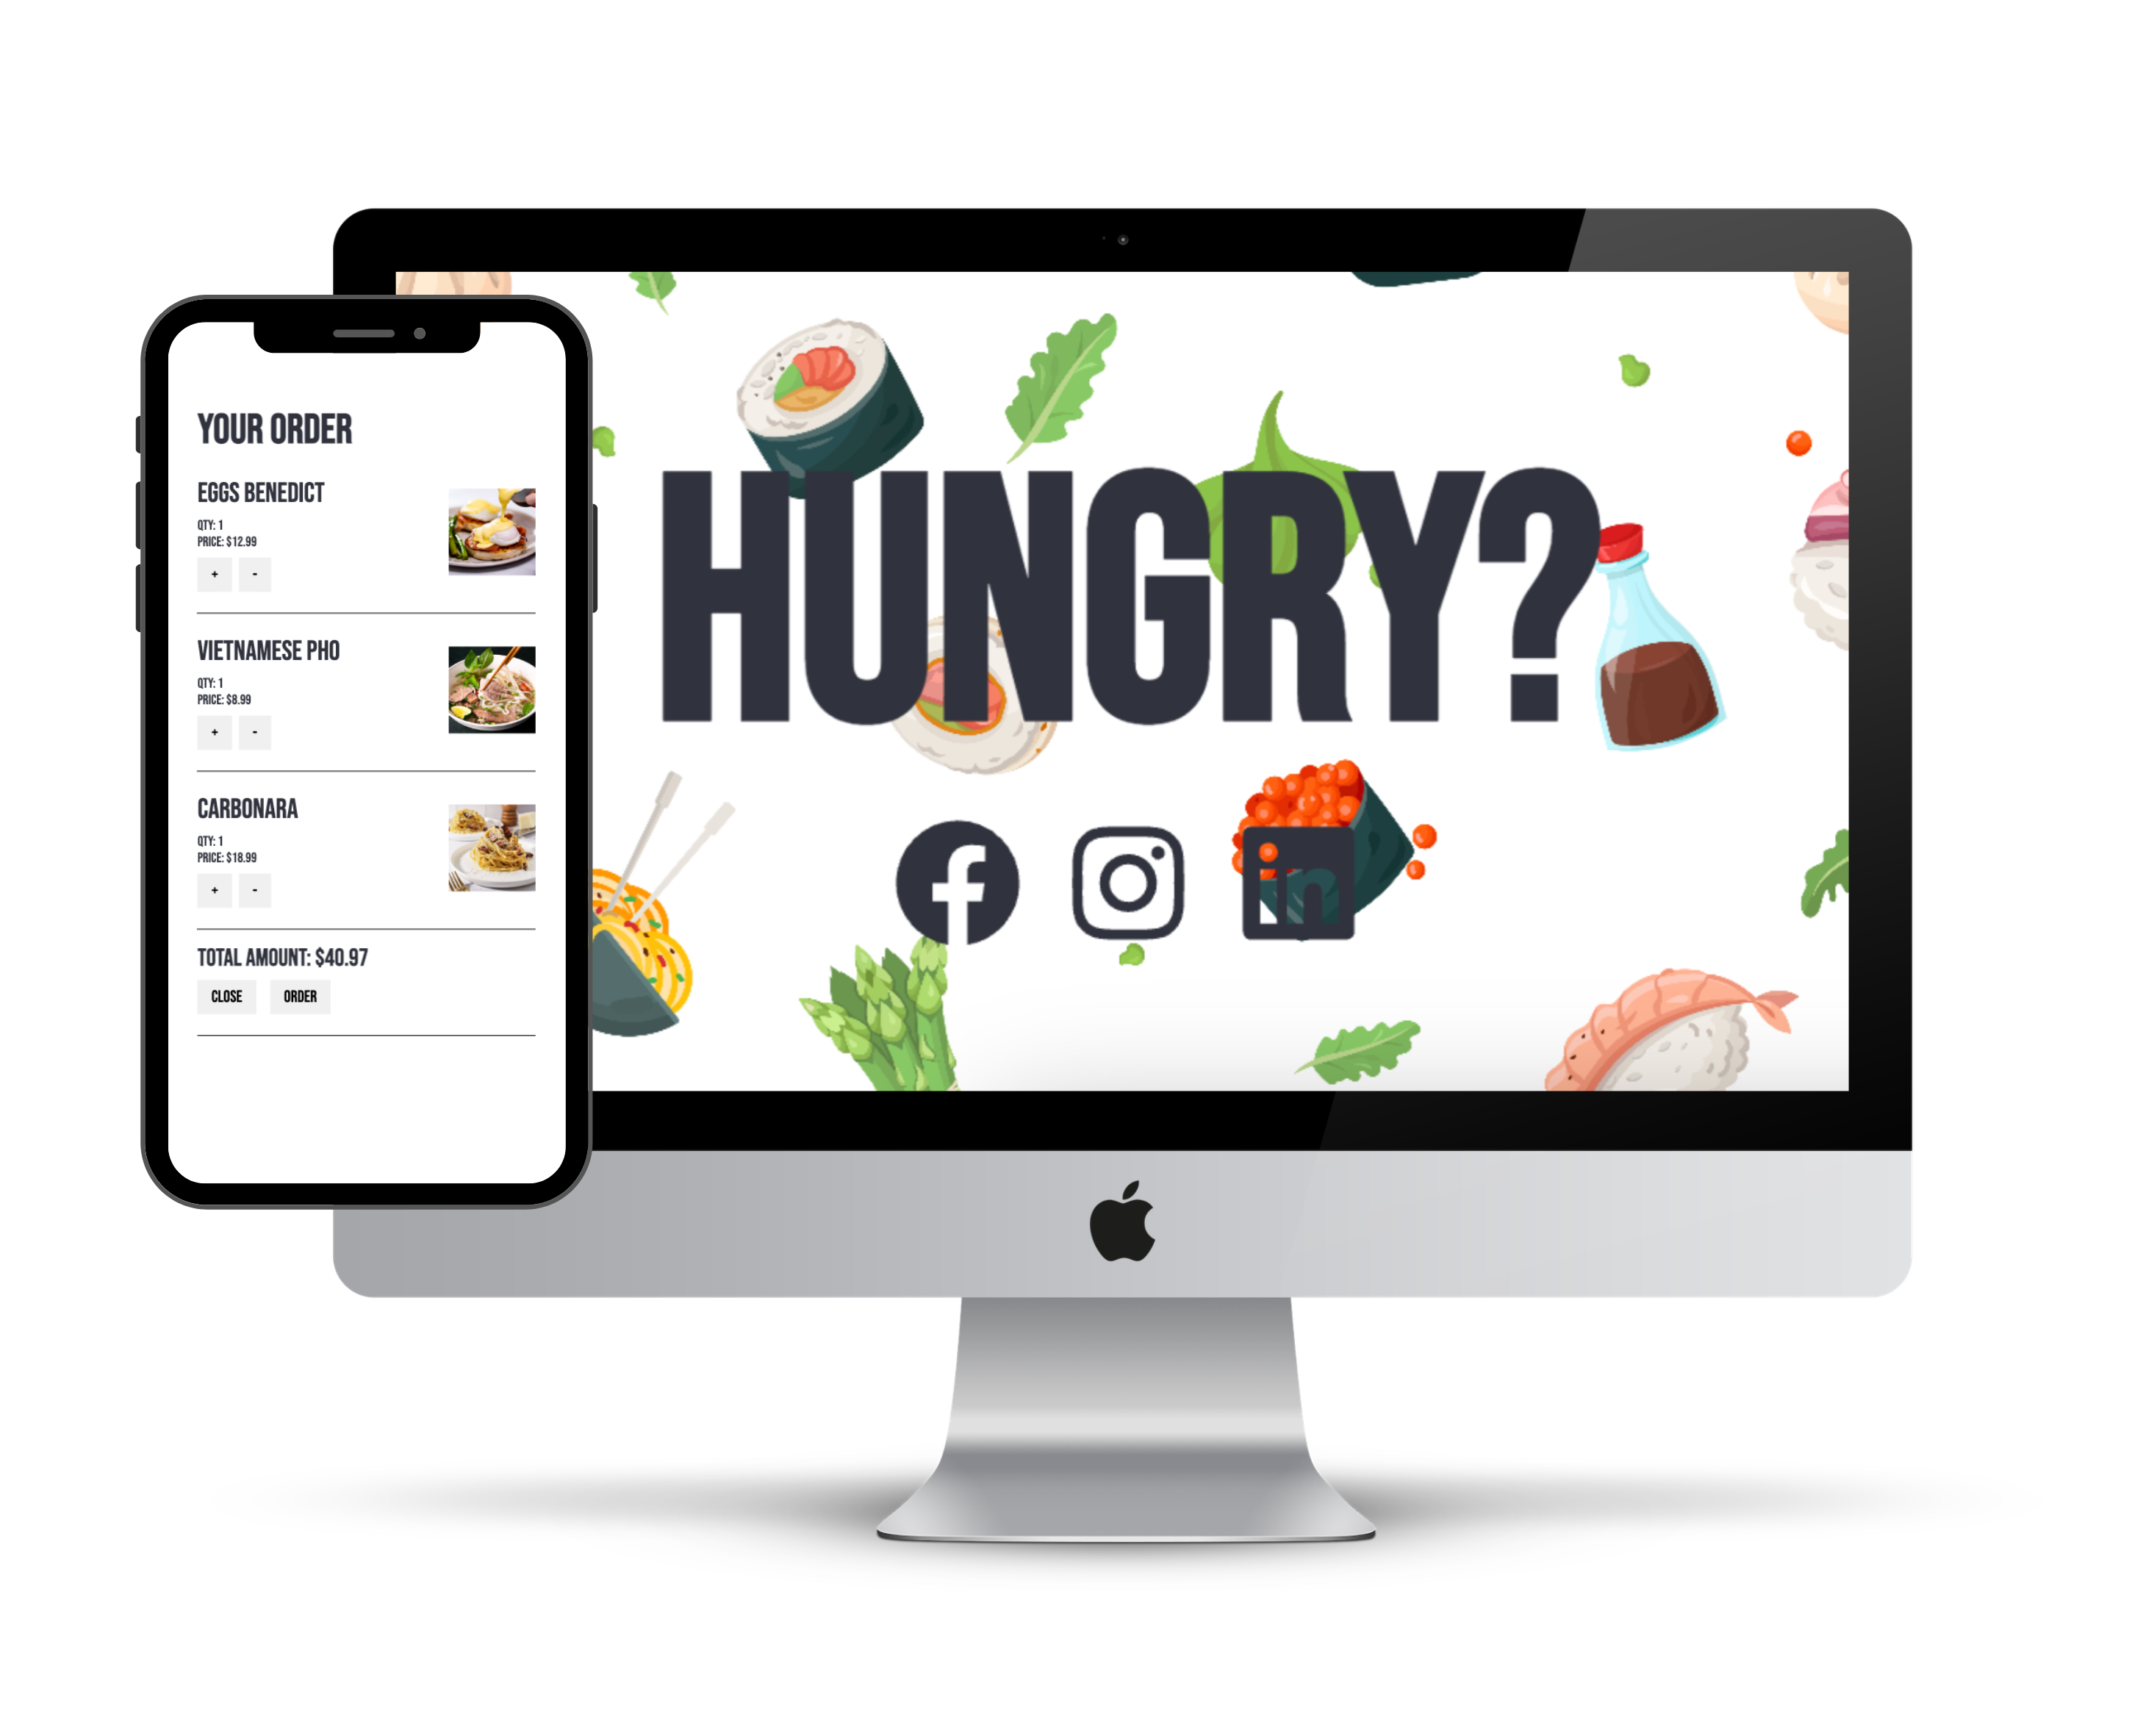 YOUR ORDER
EGGS BENEDICT
QTY: 1
PRICE: $12.99
+ -
VIETNAMESE PHO
QTY: 1
PRICE: $8.99
+ -
CARBONARA
QTY: 1
PRICE: $18.99
+ -
TOTAL AMOUNT: $40.97
CLOSE ORDER
HUNGRY?
f in